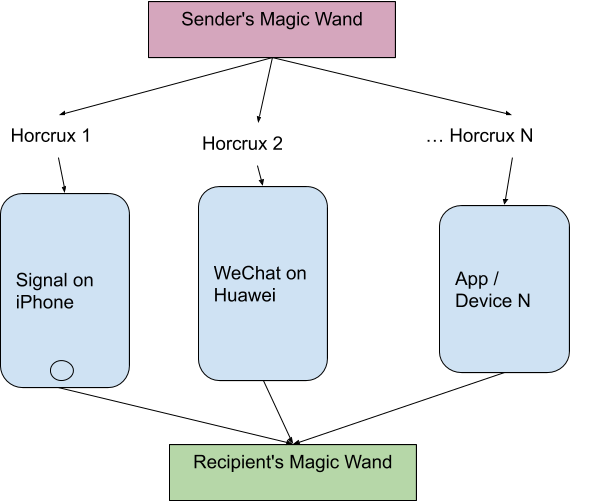 Sender's Magic Wand
Horcrux 1
Horcrux 2
... Horcrux N
Signal on
iPhone
WeChat on
Huawei
App /
Device N
Recipient's Magic Wand